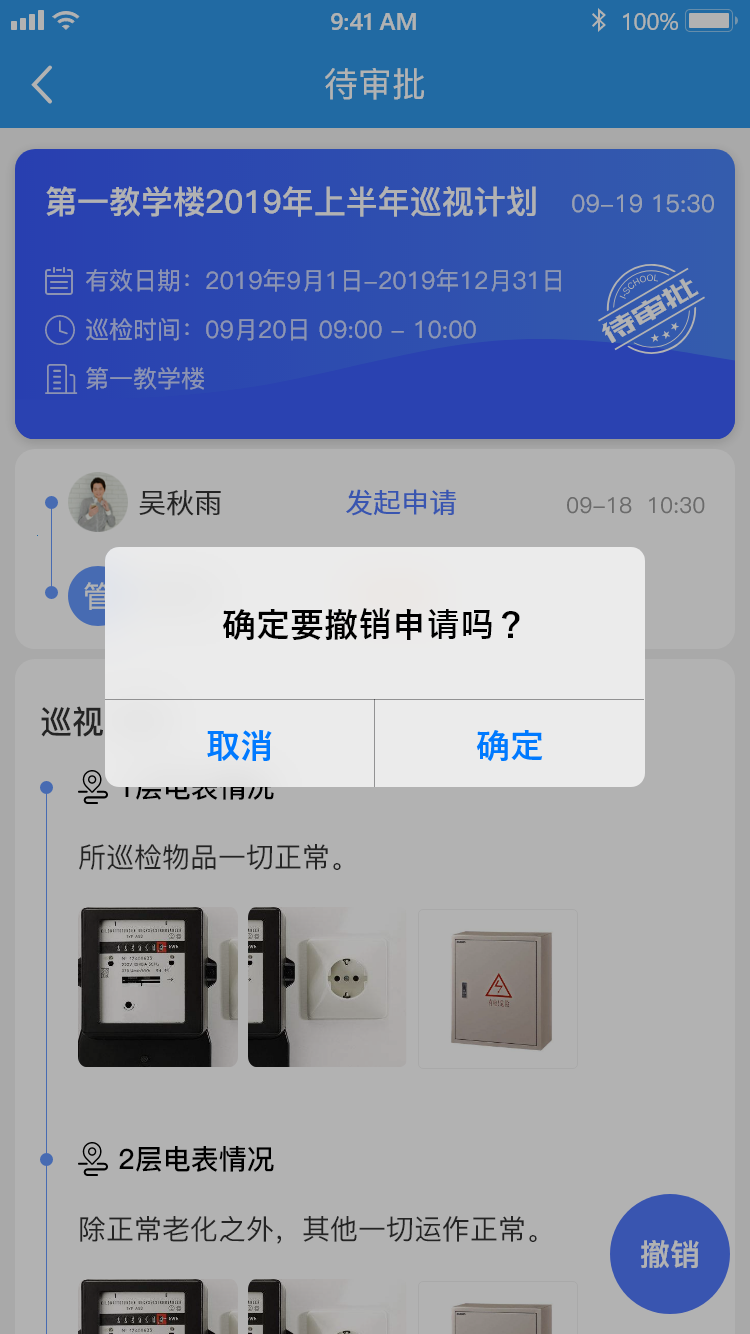 9:41 AM
100%
待审批
第一教学楼2019年上半年巡视计划
09-19 15:30
有效日期：2019年9月1日-2019年12月31日
I-SCHOOL
待审批
巡检时间：09月20日 09:00 - 10:00
第一教学楼
吴秋雨
发起申请
09-18 10:30
管
确定要撤销申请吗？
取消
确定
巡视
1层电表情况
所巡检物品一切正常。
2层电表情况
除正常老化之外，其他一切运作正常。
撤销